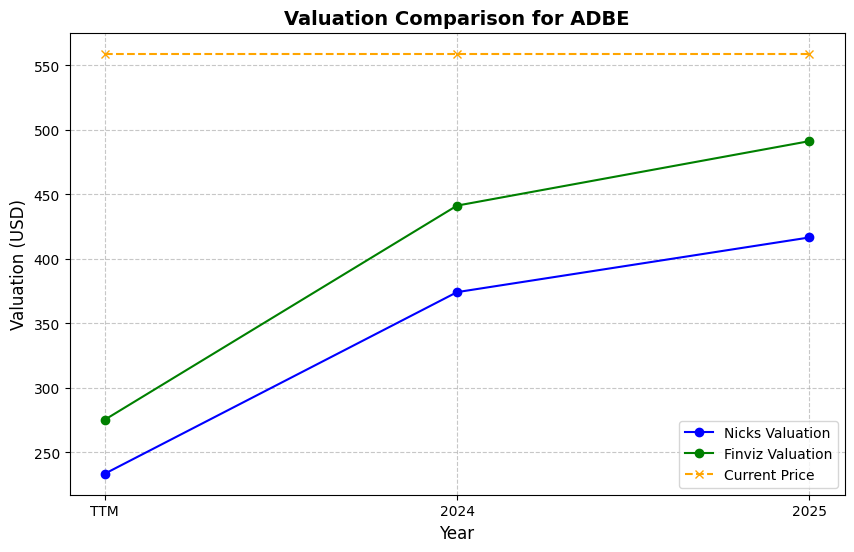 Valuation Comparison for ADBE
Valuation (USD)
550
500
450
400
350
300
250
TTM
2024
2025
Year
Nicks Valuation
Finviz Valuation
Current Price